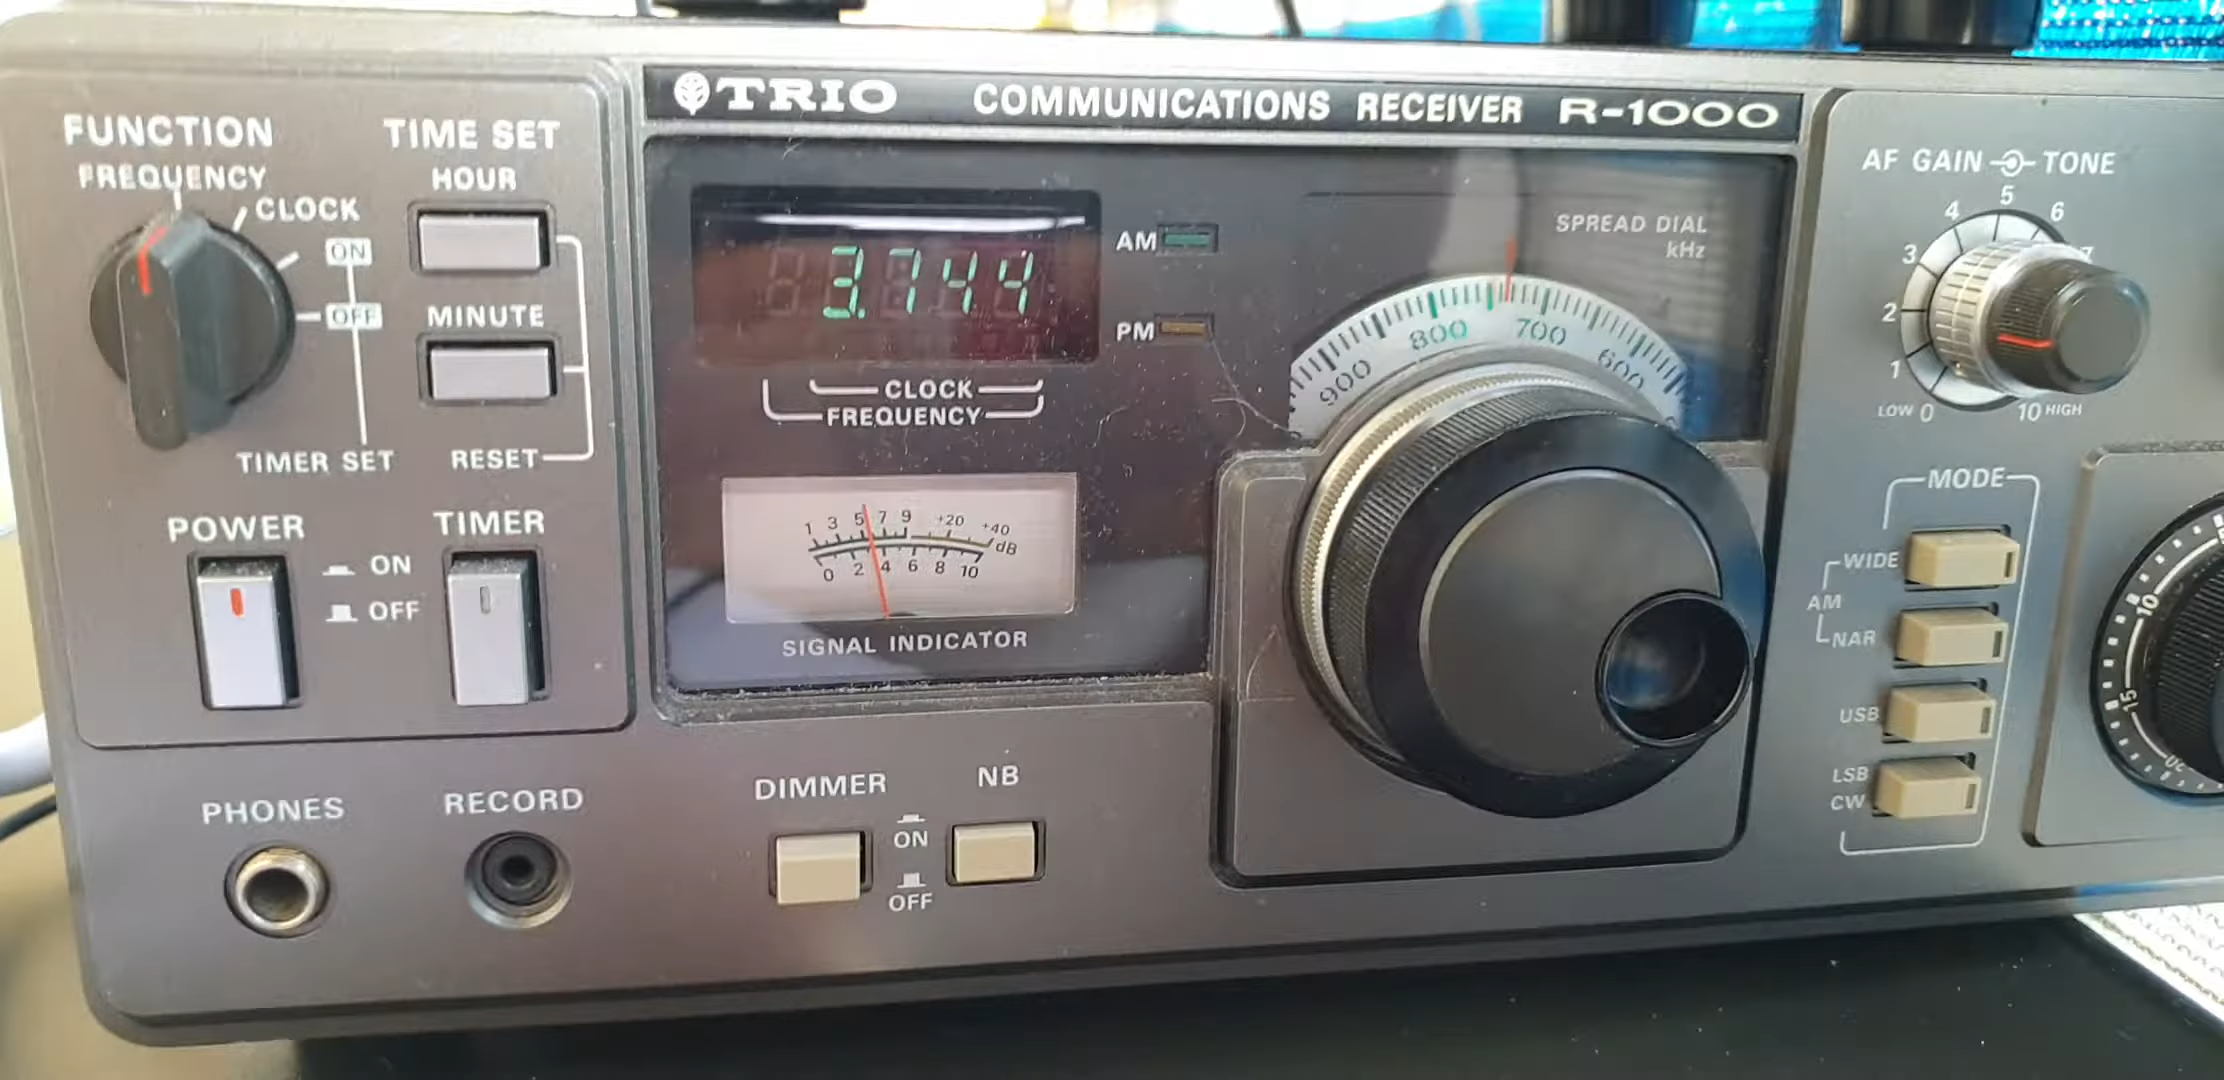 TRIO COMMUNICATIONS RECEIVER R-1000
FUNCTION
FREQUENCY
CLOCK
ON
OFF
TIMER SET
TIME SET
HOUR
MINUTE
RESET
POWER
ON
OFF
TIMER
PHONES
RECORD
3.744
AM
PM
CLOCK
FREQUENCY
1 3 5 7 9 +20 +40
dB
0 2 4 6 8 10
SIGNAL INDICATOR
DIMMER
ON
OFF
NB
SPREAD DIAL
kHz
900 800 700 600
AF GAIN TONE
0 1 2 3 4 5 6 7 10
LOW HIGH
MODE
WIDE
AM
NAR
USB
LSB
CW
10
15
20